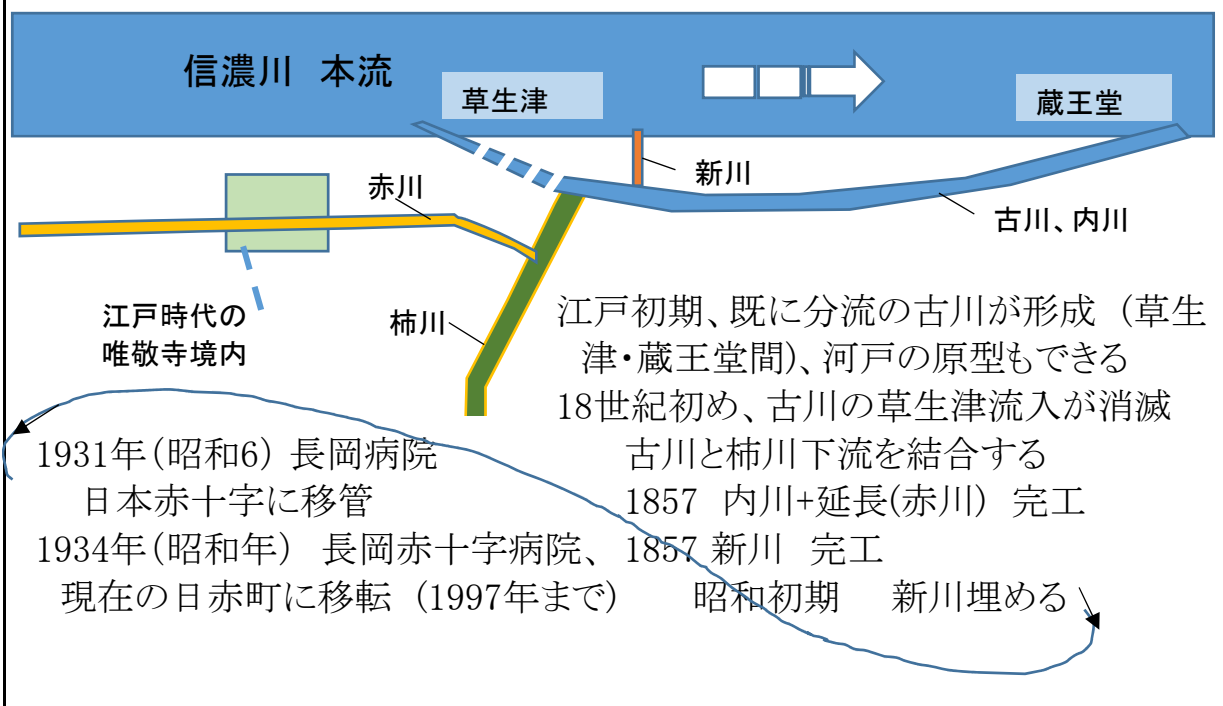 信濃川 本流
草生津
蔵王堂
新川
赤川
古川、内川
江戸時代の
唯敬寺境内
柿川
江戸初期、既に分流の古川が形成 (草生
津・蔵王堂間)、河戸の原型もできる
18世紀初め、古川の草生津流入が消滅
古川と柿川下流を結合する
1857 内川+延長(赤川) 完工
1857 新川 完工
昭和初期 新川埋める
1931年(昭和6) 長岡病院
日本赤十字に移管
1934年(昭和年) 長岡赤十字病院、
現在の日赤町に移転 (1997年まで)